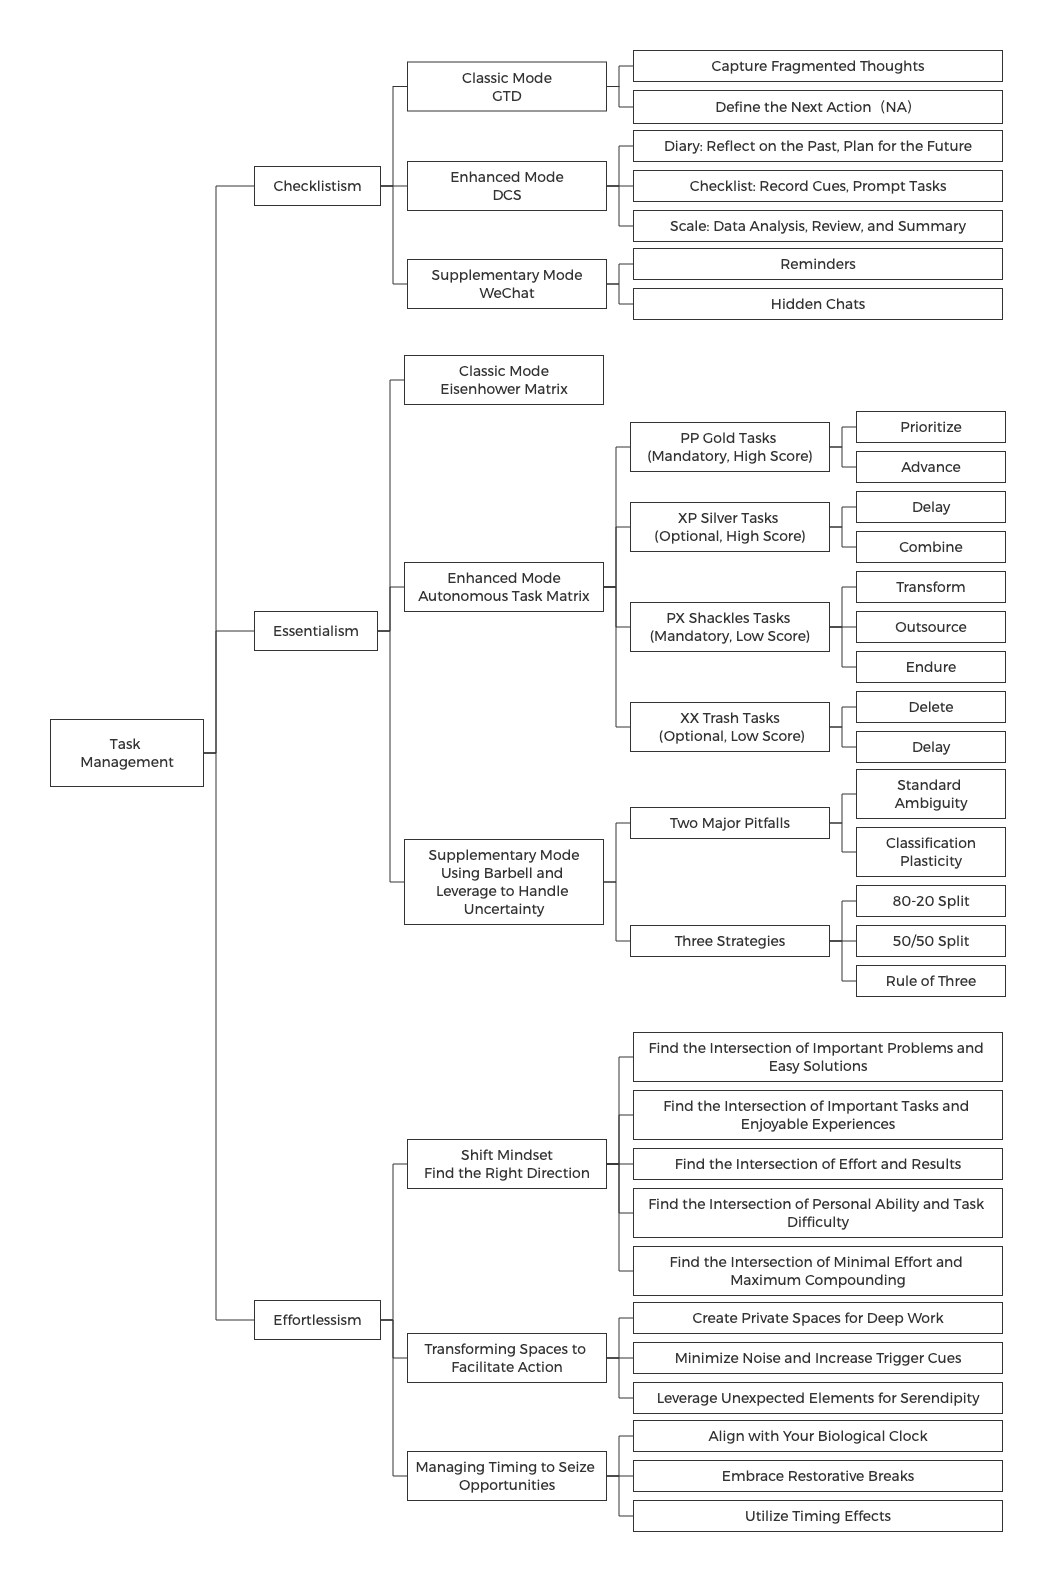 Task
Management
Checklistism
Classic Mode
GTD
Capture Fragmented Thoughts
Define the Next Action（NA）
Enhanced Mode
DCS
Diary: Reflect on the Past, Plan for the Future
Checklist: Record Cues, Prompt Tasks
Scale: Data Analysis, Review, and Summary
Supplementary Mode
WeChat
Reminders
Hidden Chats
Essentialism
Classic Mode
Eisenhower Matrix
Enhanced Mode
Autonomous Task Matrix
PP Gold Tasks
(Mandatory, High Score)
Prioritize
Advance
XP Silver Tasks
(Optional, High Score)
Delay
Combine
PX Shackles Tasks
(Mandatory, Low Score)
Transform
Outsource
Endure
XX Trash Tasks
(Optional, Low Score)
Delete
Delay
Supplementary Mode
Using Barbell and
Leverage to Handle
Uncertainty
Two Major Pitfalls
Standard
Ambiguity
Classification
Plasticity
Three Strategies
80-20 Split
50/50 Split
Rule of Three
Effortlessism
Shift Mindset
Find the Right Direction
Find the Intersection of Important Problems and
Easy Solutions
Find the Intersection of Important Tasks and
Enjoyable Experiences
Find the Intersection of Effort and Results
Find the Intersection of Personal Ability and Task
Difficulty
Find the Intersection of Minimal Effort and
Maximum Compounding
Transforming Spaces to
Facilitate Action
Create Private Spaces for Deep Work
Minimize Noise and Increase Trigger Cues
Leverage Unexpected Elements for Serendipity
Managing Timing to Seize
Opportunities
Align with Your Biological Clock
Embrace Restorative Breaks
Utilize Timing Effects